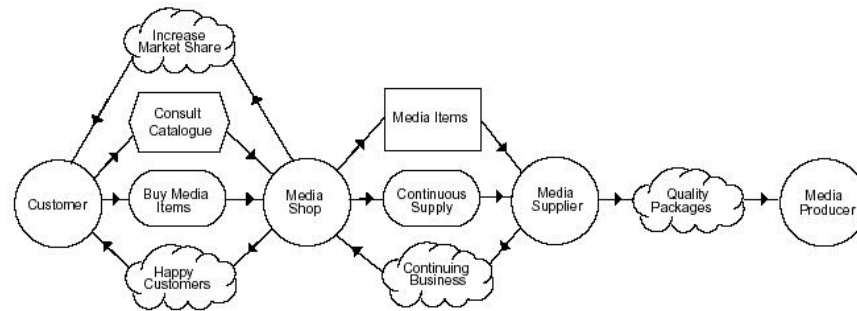 Increase
Market Share
Consult
Catalogue
Media Items
Customer
Buy Media
Items
Media
Shop
Continuous
Supply
Media
Supplier
Quality
Packages
Media
Producer
Happy
Customers
Continuing
Business